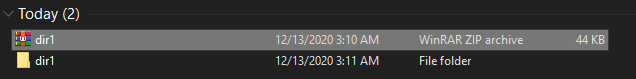 Today (2)
dir1 12/13/2020 3:10 AM WinRAR ZIP archive 44 KB
dir1 12/13/2020 3:11 AM File folder